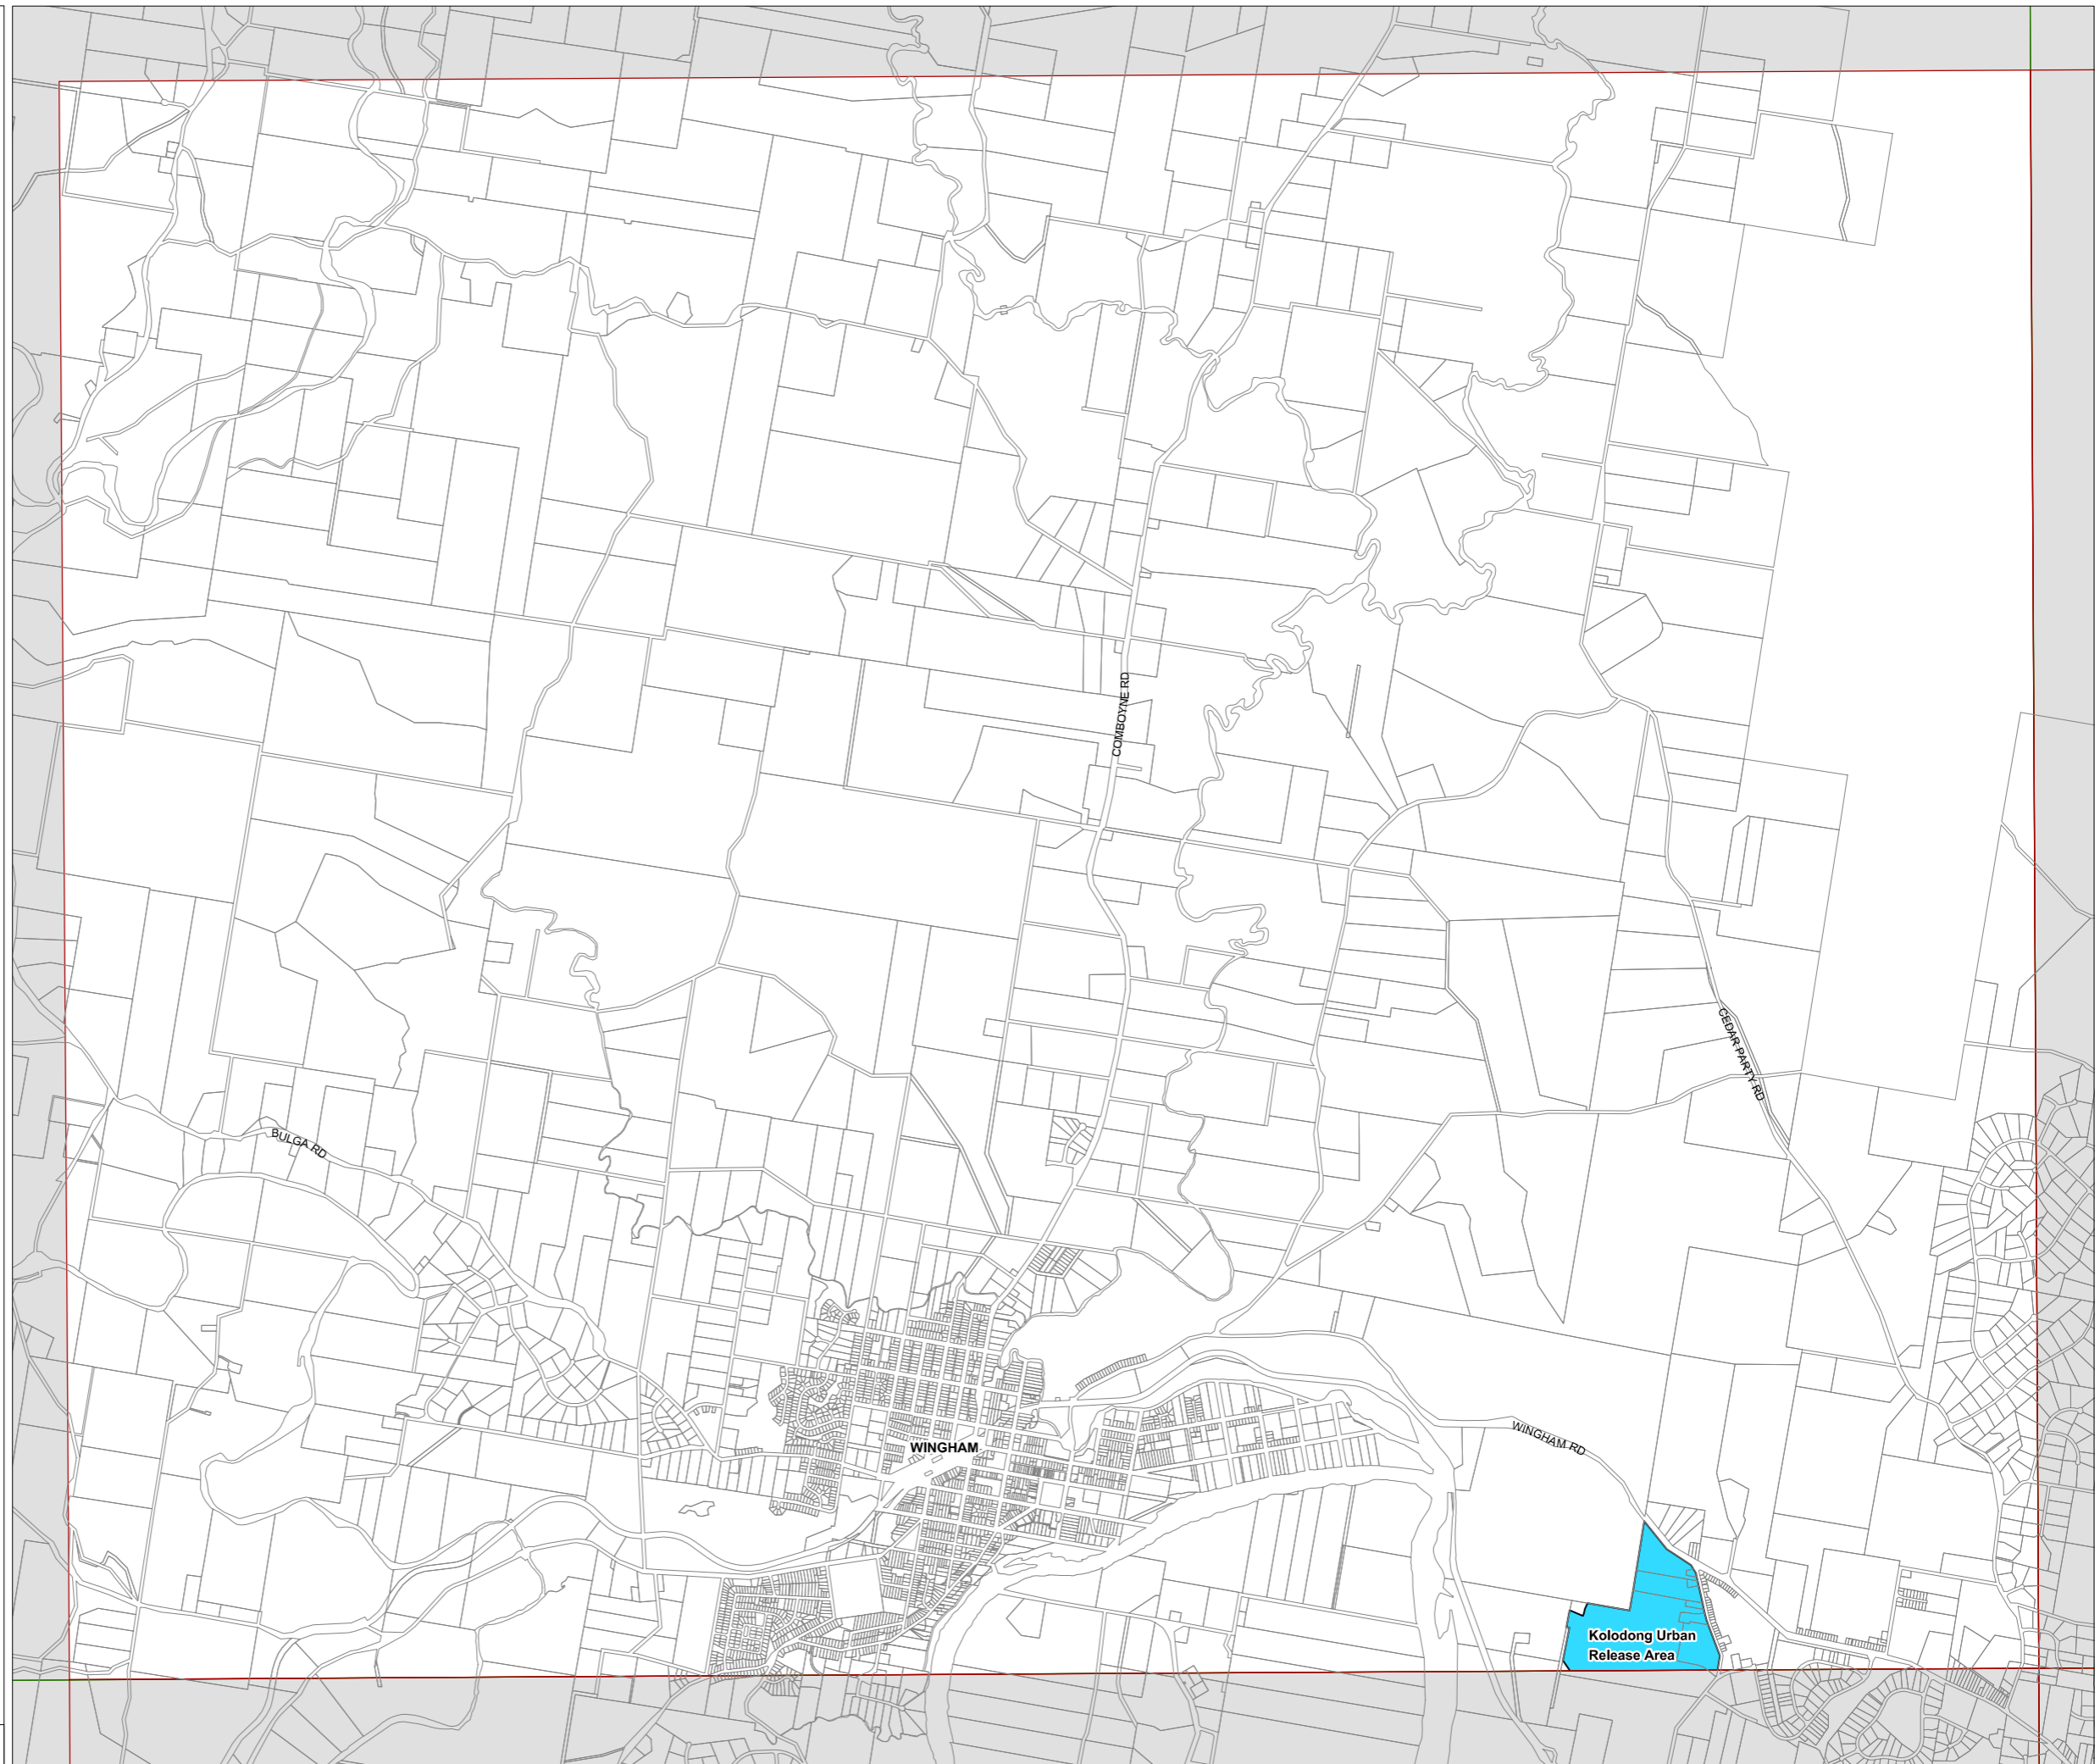 COMBOYNE RD
CEDAR PARTY RD
BULGA RD
WINGHAM RD
WINGHAM
Kolodong Urban
Release Area